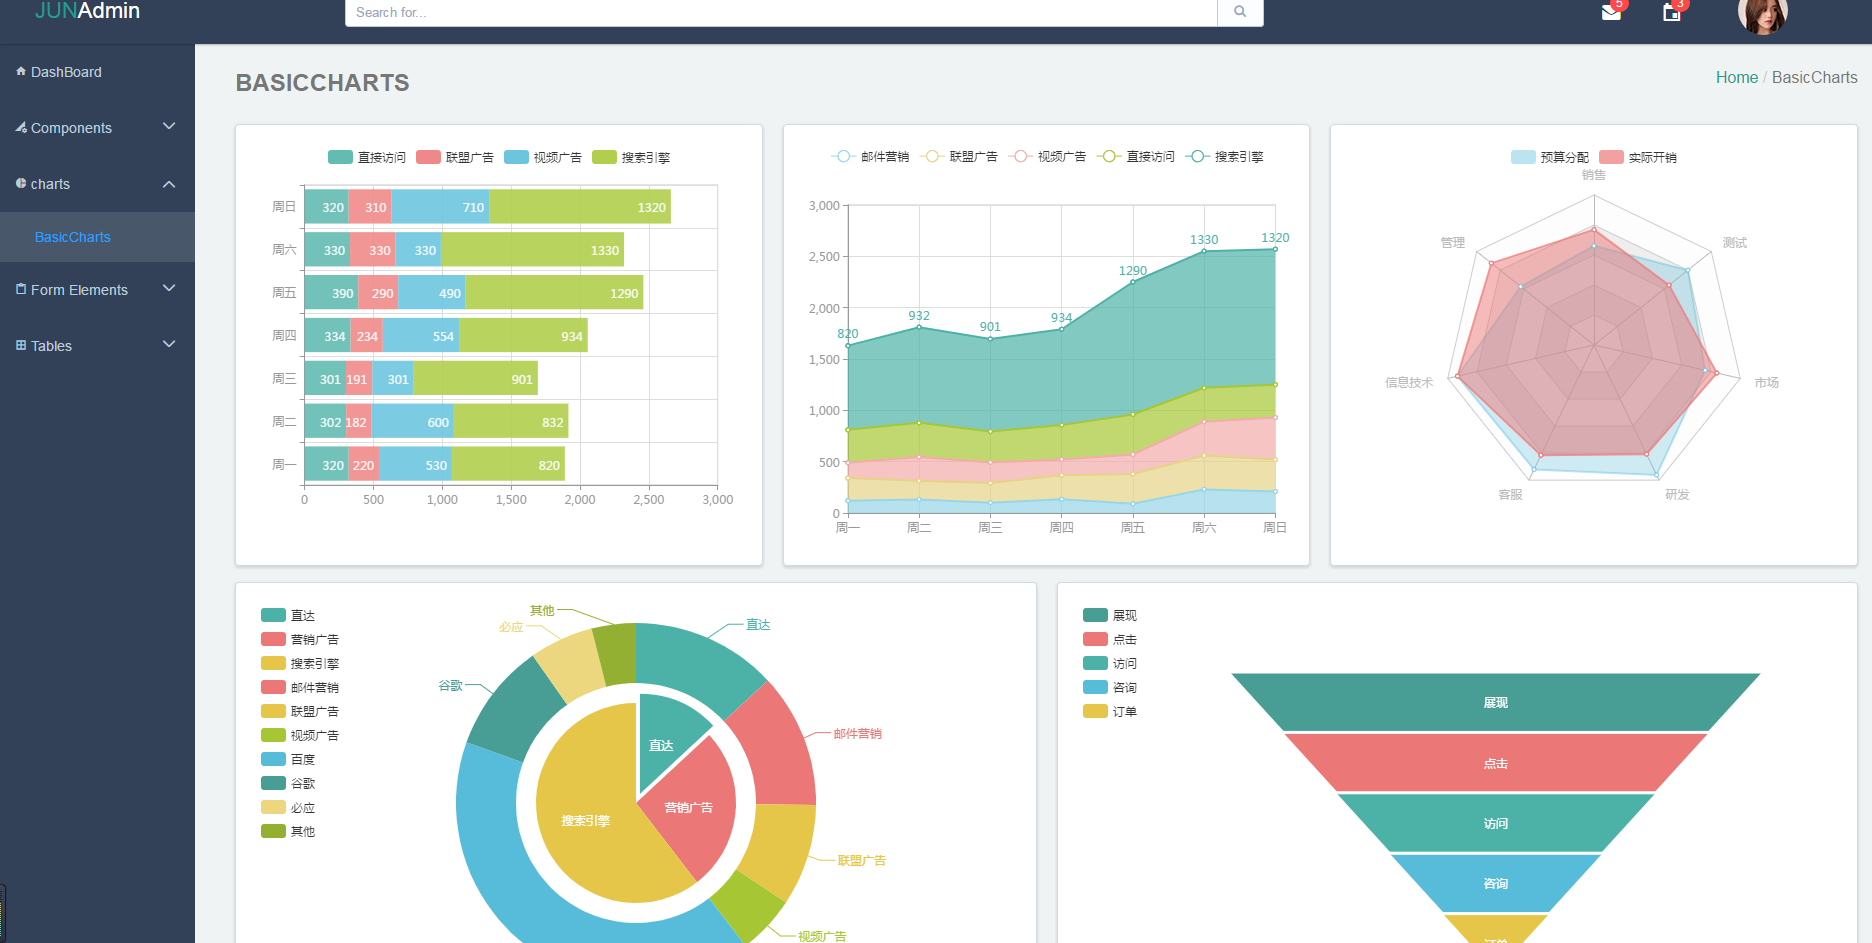 JUNAdmin
Search for...
5
3
DashBoard
Components
charts
BasicCharts
Form Elements
Tables
BASICCHARTS
Home / BasicCharts
直接访问 联盟广告 视频广告 搜索引擎
周日 320 310 710 1320
周六 330 330 330 1330
周五 390 290 490 1290
周四 334 234 554 934
周三 301 191 301 901
周二 302 182 600 832
周一 320 220 530 820
0 500 1,000 1,500 2,000 2,500 3,000
邮件营销 联盟广告 视频广告 直接访问 搜索引擎
3,000
2,500
2,000
1,500
1,000
500
0
820 932 901 934 1290 1330 1320
周一 周二 周三 周四 周五 周六 周日
预算分配 实际开销
销售
管理
测试
信息技术
市场
客服
研发
直达
营销广告
搜索引擎
邮件营销
联盟广告
视频广告
百度
谷歌
必应
其他
其他
必应
直达
谷歌
邮件营销
联盟广告
视频广告
直达
营销广告
搜索引擎
展现
点击
访问
咨询
订单
展现
点击
访问
咨询
订单